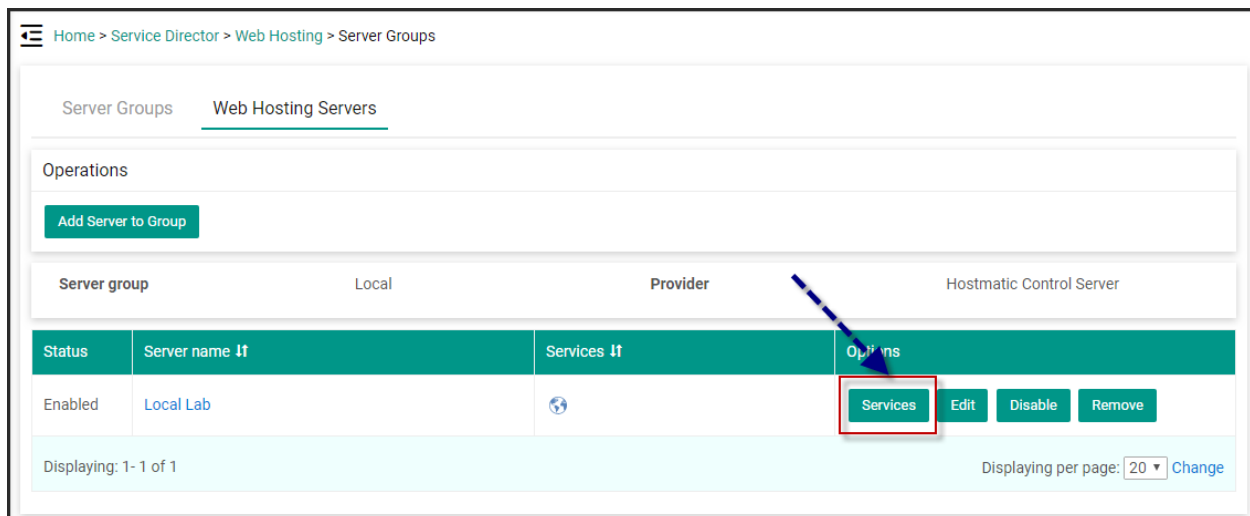 Home > Service Director > Web Hosting > Server Groups
Server Groups Web Hosting Servers
Operations
Add Server to Group
Server group Local Provider Hostmatic Control Server
Status Server name Services Options
Enabled Local Lab Services Edit Disable Remove
Displaying: 1- 1 of 1 Displaying per page: 20 Change